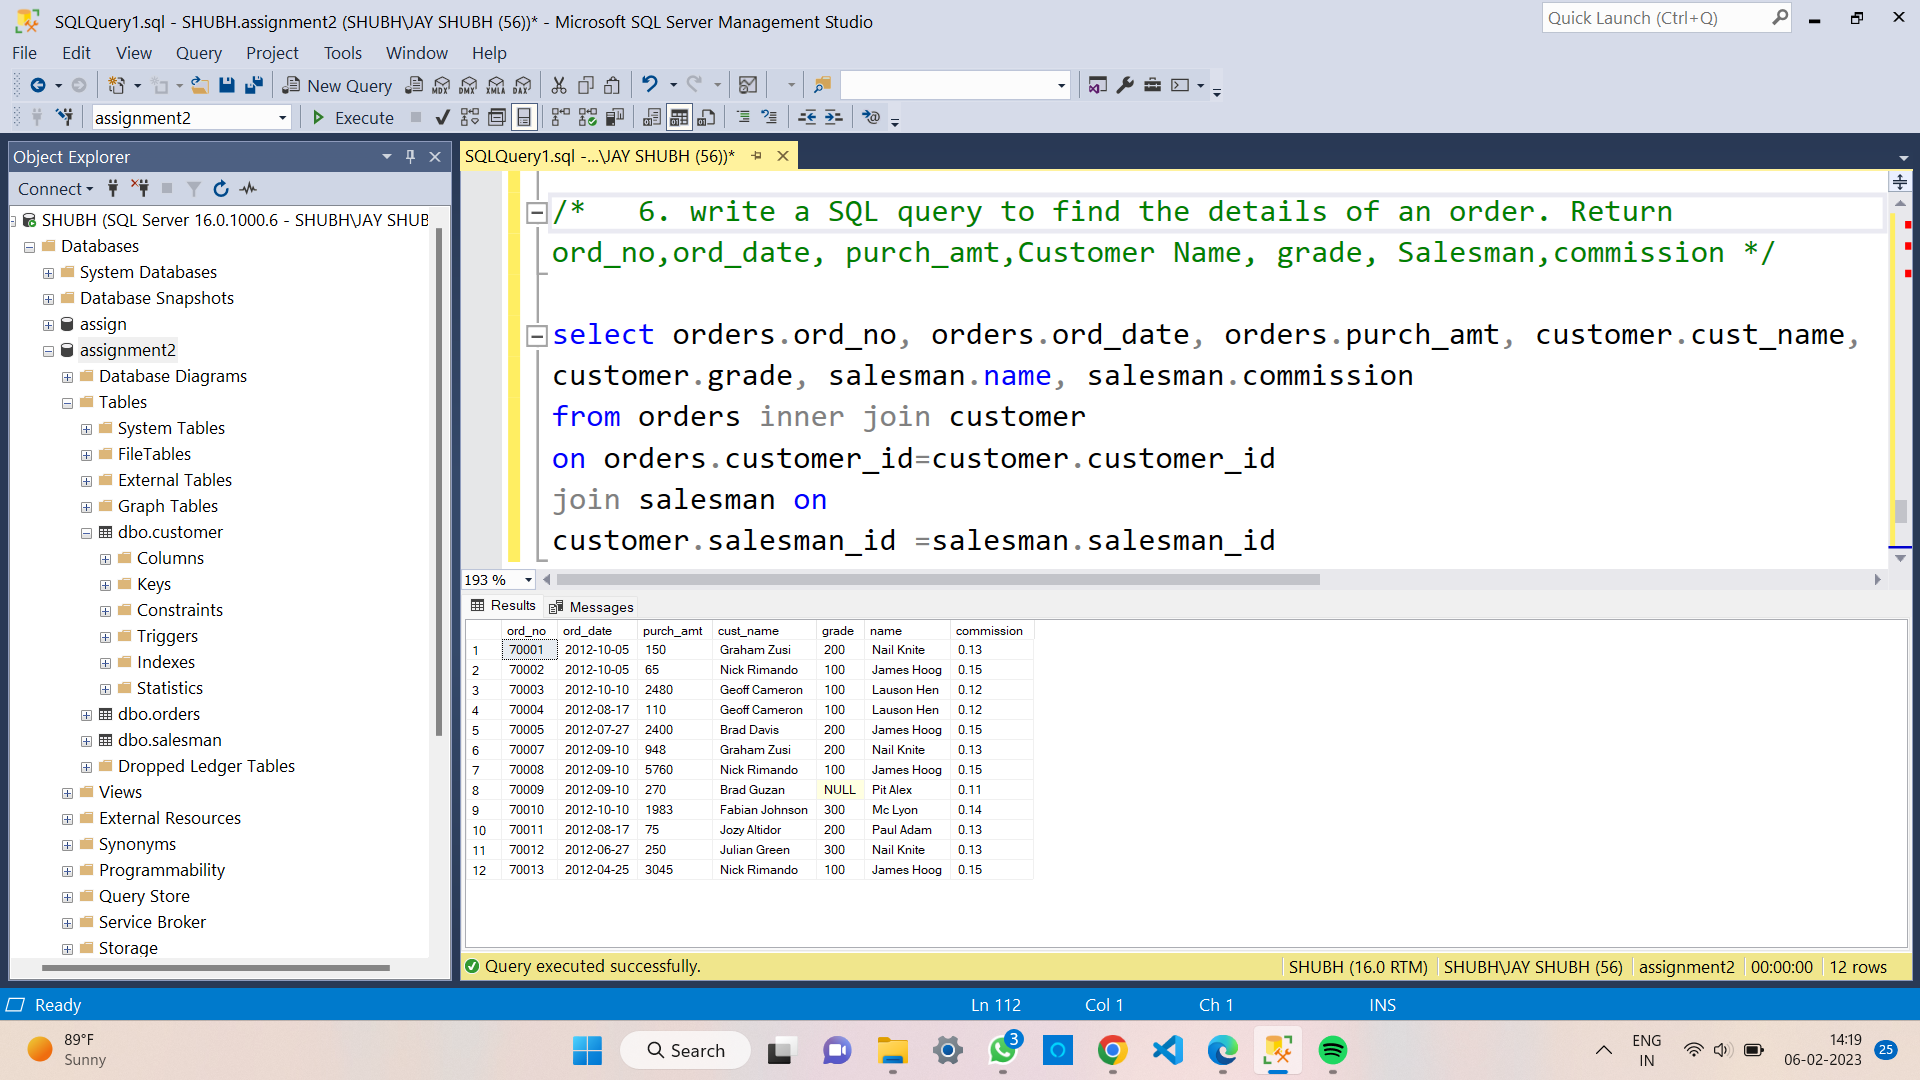 SQLQuery1.sql - SHUBH.assignment2 (SHUBH\JAY SHUBH (56))* - Microsoft SQL Server Management Studio
Quick Launch (Ctrl+Q)
File Edit View Query Project Tools Window Help
New Query
MDX DMX XMLA DAX
assignment2
Execute
Object Explorer
Connect
SHUBH (SQL Server 16.0.1000.6 - SHUBH\JAY SHUB
Databases
System Databases
Database Snapshots
assign
assignment2
Database Diagrams
Tables
System Tables
FileTables
External Tables
Graph Tables
dbo.customer
Columns
Keys
Constraints
Triggers
Indexes
Statistics
dbo.orders
dbo.salesman
Dropped Ledger Tables
Views
External Resources
Synonyms
Programmability
Query Store
Service Broker
Storage
SQLQuery1.sql -...\JAY SHUBH (56))*
/* 6. write a SQL query to find the details of an order. Return
ord_no,ord_date, purch_amt,Customer Name, grade, Salesman,commission */
select orders.ord_no, orders.ord_date, orders.purch_amt, customer.cust_name,
customer.grade, salesman.name, salesman.commission
from orders inner join customer
on orders.customer_id=customer.customer_id
join salesman on
customer.salesman_id =salesman.salesman_id
193 %
Results Messages
ord_no ord_date purch_amt cust_name grade name commission
1 70001 2012-10-05 150 Graham Zusi 200 Nail Knite 0.13
2 70002 2012-10-05 65 Nick Rimando 100 James Hoog 0.15
3 70003 2012-10-10 2480 Geoff Cameron 100 Lauson Hen 0.12
4 70004 2012-08-17 110 Geoff Cameron 100 Lauson Hen 0.12
5 70005 2012-07-27 2400 Brad Davis 200 James Hoog 0.15
6 70007 2012-09-10 948 Graham Zusi 200 Nail Knite 0.13
7 70008 2012-09-10 5760 Nick Rimando 100 James Hoog 0.15
8 70009 2012-09-10 270 Brad Guzan NULL Pit Alex 0.11
9 70010 2012-10-10 1983 Fabian Johnson 300 Mc Lyon 0.14
10 70011 2012-08-17 75 Jozy Altidor 200 Paul Adam 0.13
11 70012 2012-06-27 250 Julian Green 300 Nail Knite 0.13
12 70013 2012-04-25 3045 Nick Rimando 100 James Hoog 0.15
Query executed successfully.
SHUBH (16.0 RTM) SHUBH\JAY SHUBH (56) assignment2 00:00:00 12 rows
Ready
Ln 112 Col 1 Ch 1 INS
89°F
Sunny
Search
3
ENG
IN
14:19
06-02-2023
25